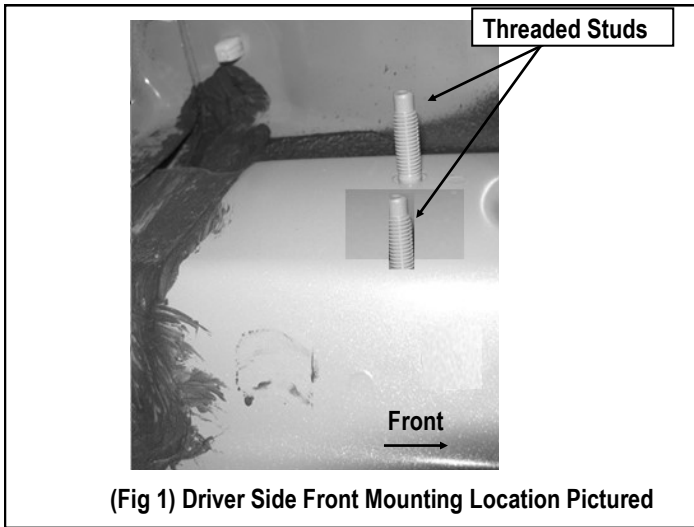 Threaded Studs
Front
(Fig 1) Driver Side Front Mounting Location Pictured